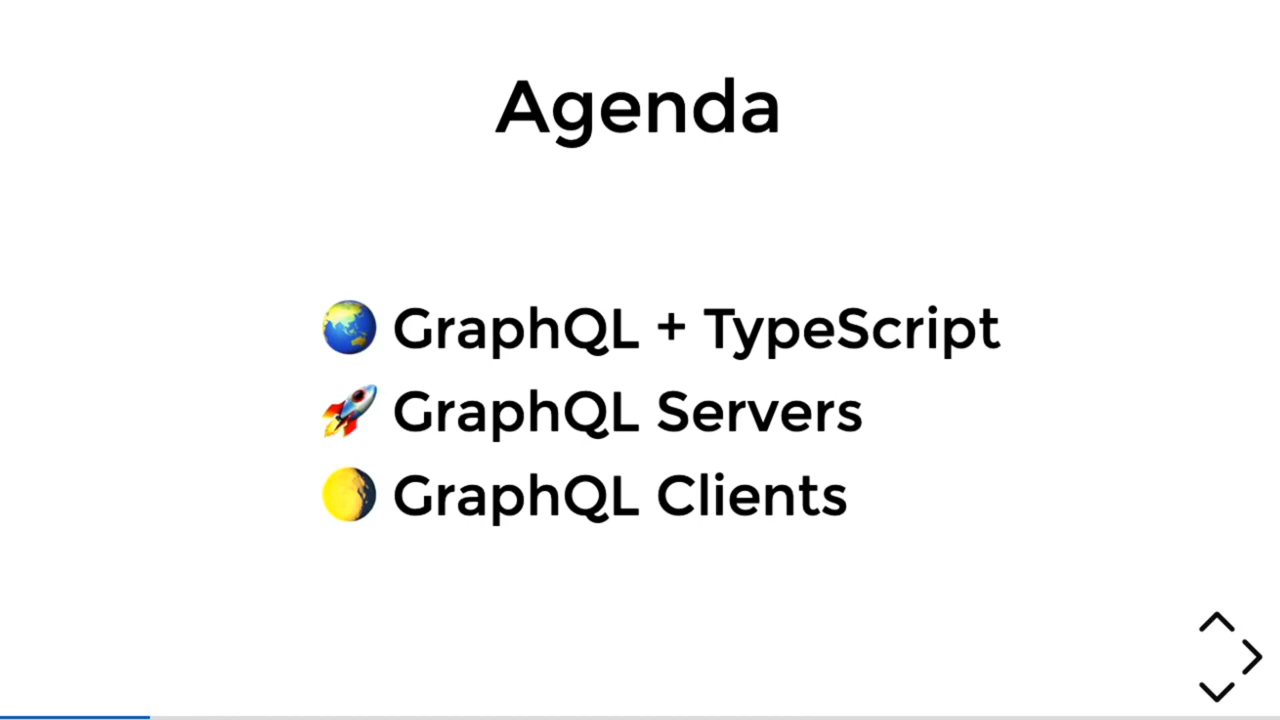 Agenda
🌏 GraphQL + TypeScript
🚀 GraphQL Servers
🌔 GraphQL Clients